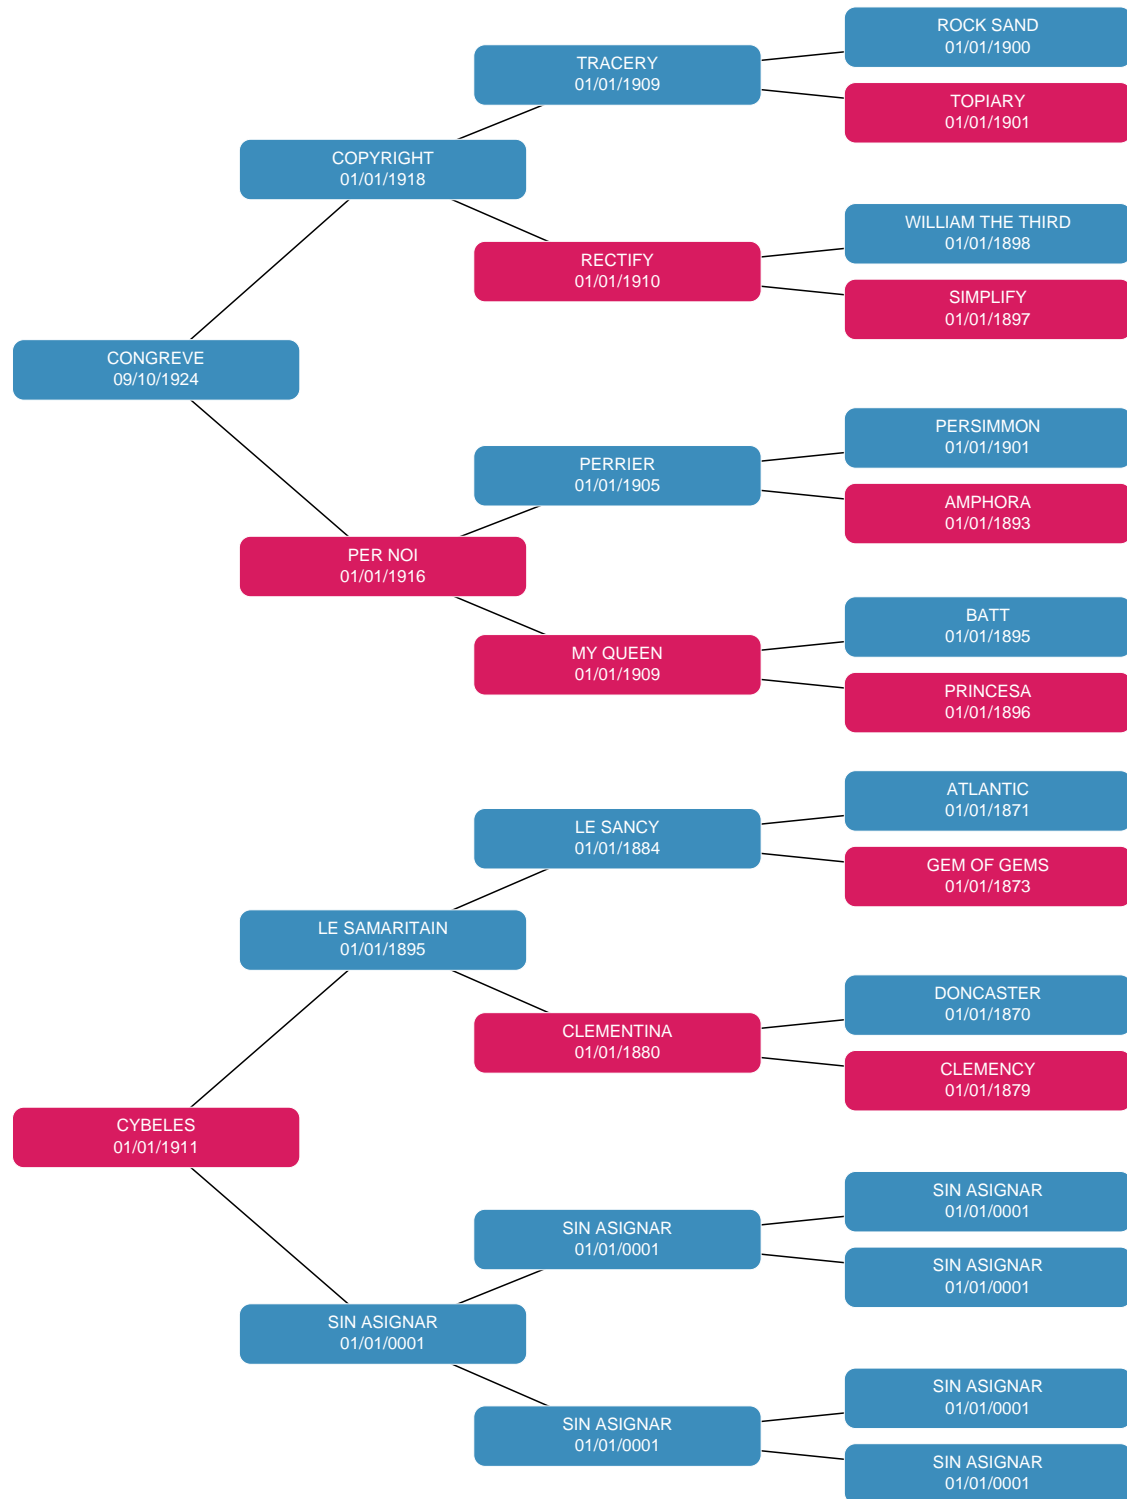 ROCK SAND
01/01/1900
TRACERY
01/01/1909
TOPIARY
01/01/1901
COPYRIGHT
01/01/1918
WILLIAM THE THIRD
01/01/1898
RECTIFY
01/01/1910
SIMPLIFY
01/01/1897
CONGREVE
09/10/1924
PERSIMMON
01/01/1901
PERRIER
01/01/1905
AMPHORA
01/01/1893
PER NOI
01/01/1916
BATT
01/01/1895
MY QUEEN
01/01/1909
PRINCESA
01/01/1896
ATLANTIC
01/01/1871
LE SANCY
01/01/1884
GEM OF GEMS
01/01/1873
LE SAMARITAIN
01/01/1895
DONCASTER
01/01/1870
CLEMENTINA
01/01/1880
CLEMENCY
01/01/1879
CYBELES
01/01/1911
SIN ASIGNAR
01/01/0001
SIN ASIGNAR
01/01/0001
SIN ASIGNAR
01/01/0001
SIN ASIGNAR
01/01/0001
SIN ASIGNAR
01/01/0001
SIN ASIGNAR
01/01/0001
SIN ASIGNAR
01/01/0001